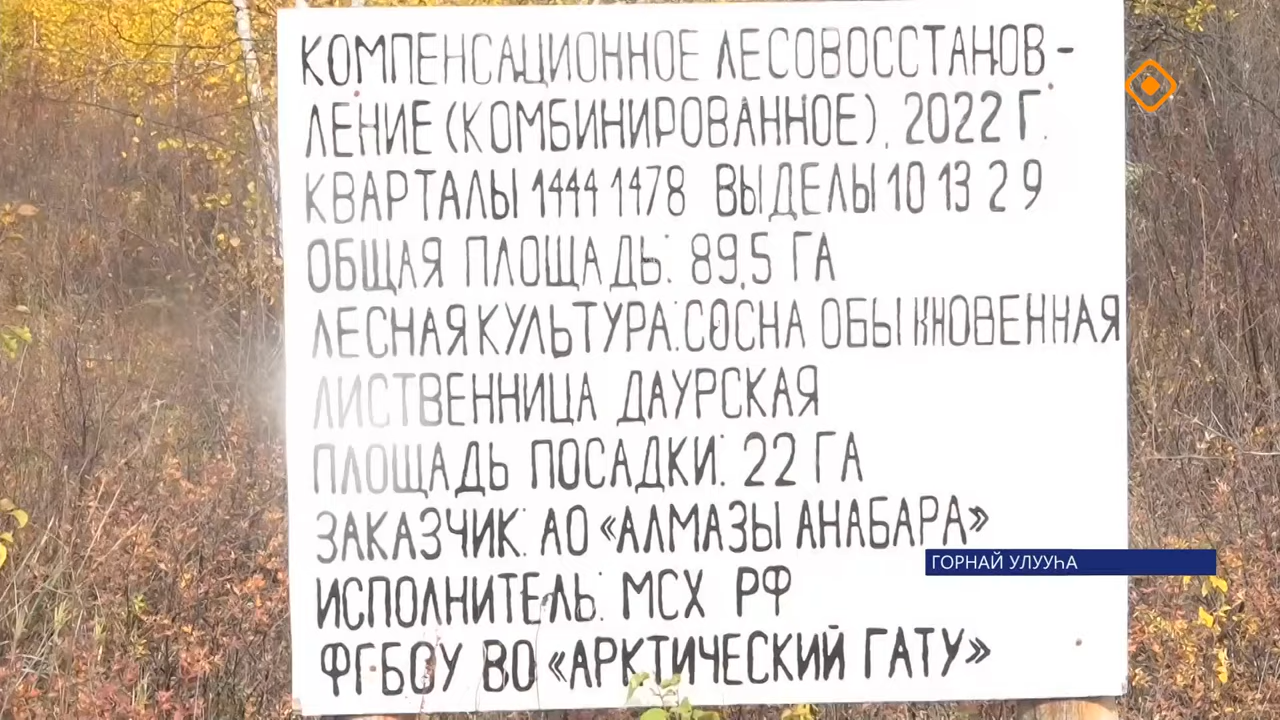 КОМПЕНСАЦИОННОЕ ЛЕСОВОССТАНОВ-
ЛЕНИЕ (КОМБИНИРОВАННОЕ), 2022 Г.
КВАРТАЛЫ 1444 1478 ВЫДЕЛЫ 10 13 2 9
ОБЩАЯ ПЛОЩАДЬ: 89,5 ГА
ЛЕСНАЯ КУЛЬТУРА: СОСНА ОБЫКНОВЕННАЯ
ЛИСТВЕННИЦА ДАУРСКАЯ
ПЛОЩАДЬ ПОСАДКИ: 22 ГА
ЗАКАЗЧИК: АО «АЛМАЗЫ АНАБАРА»
ГОРНАЙ УЛУУҺА
ИСПОЛНИТЕЛЬ: МСХ РФ
ФГБОУ ВО «АРКТИЧЕСКИЙ ГАТУ»